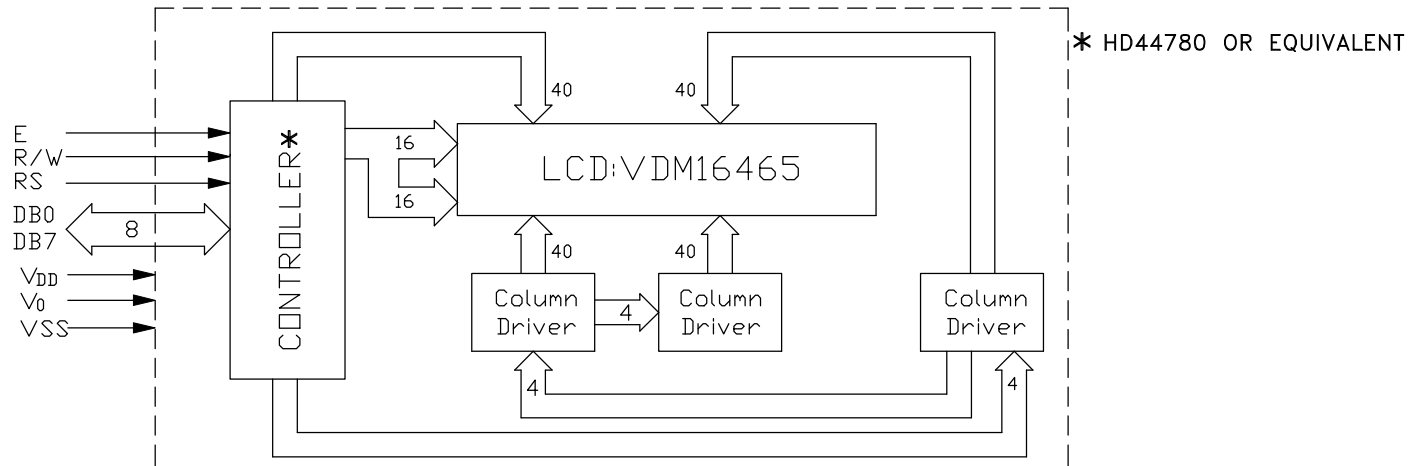 * HD44780 OR EQUIVALENT
40
40
E
R/W
RS
DB0
DB7
8
VDD
V0
VSS
CONTROLLER*
16
16
LCD:VDM16465
40
40
Column
Driver
4
Column
Driver
Column
Driver
4
4